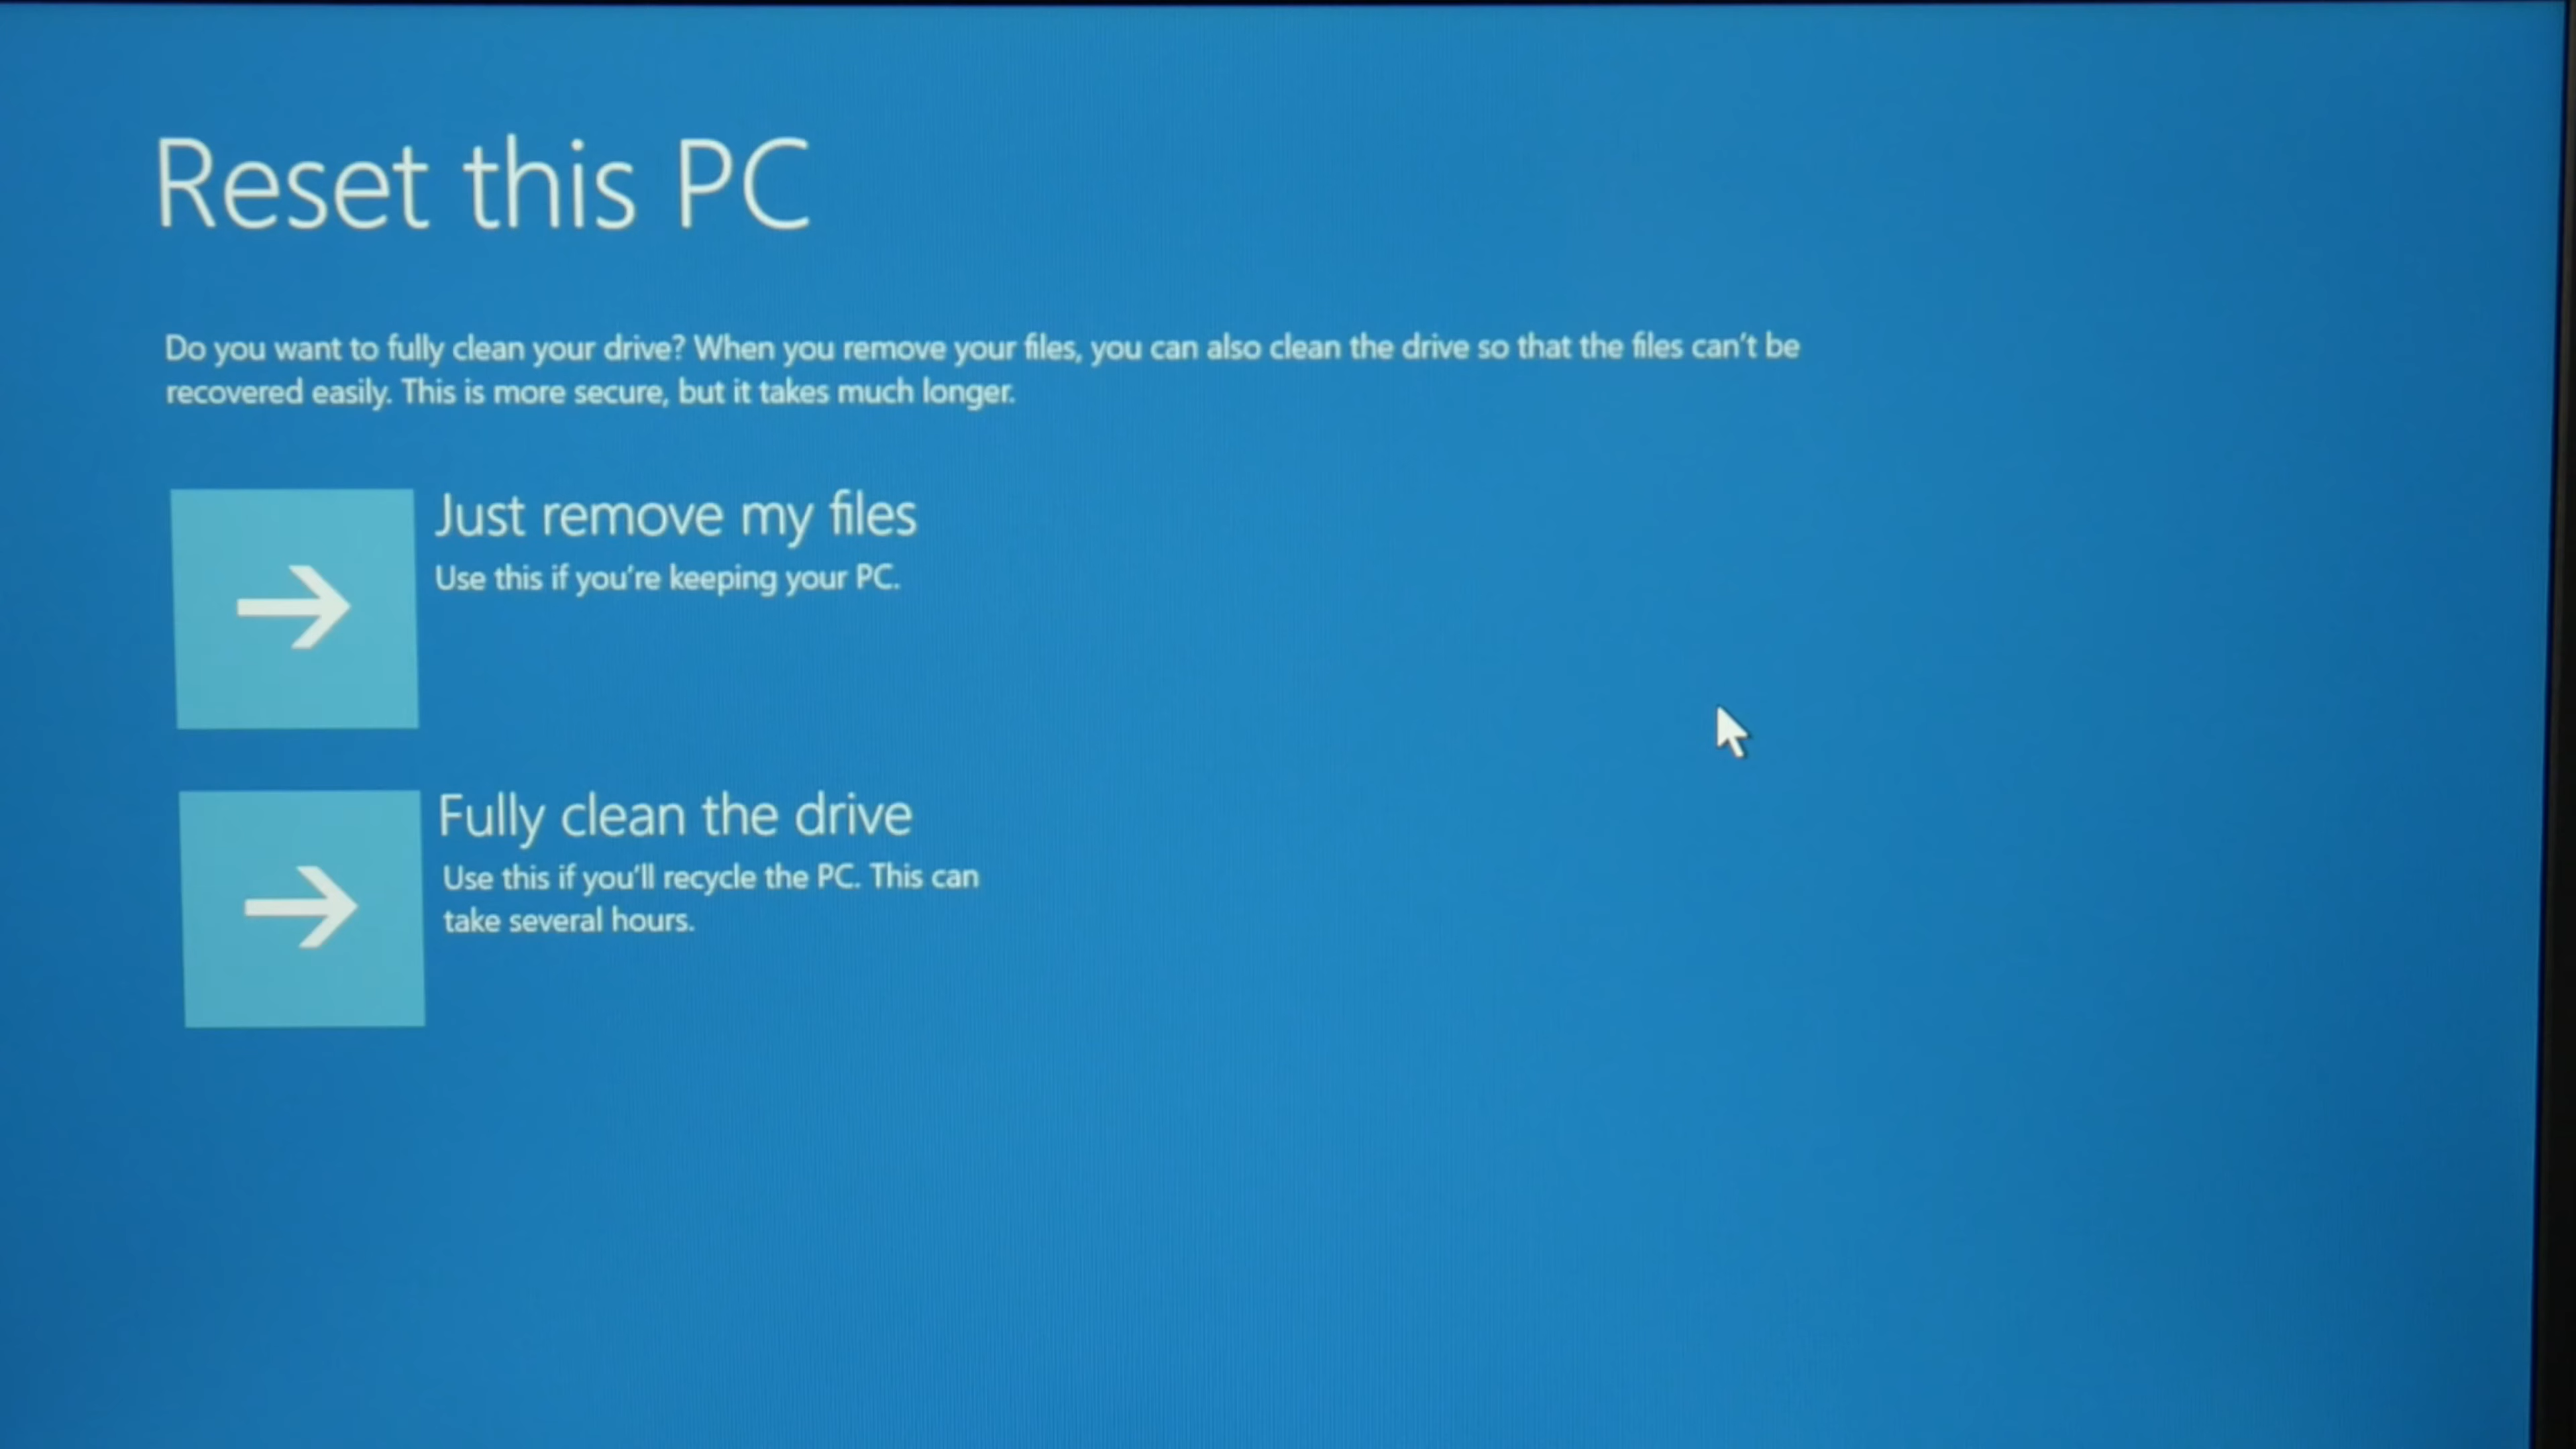 Reset this PC
Do you want to fully clean your drive? When you remove your files, you can also clean the drive so that the files can't be
recovered easily. This is more secure, but it takes much longer.
Just remove my files
Use this if you're keeping your PC.
Fully clean the drive
Use this if you'll recycle the PC. This can
take several hours.